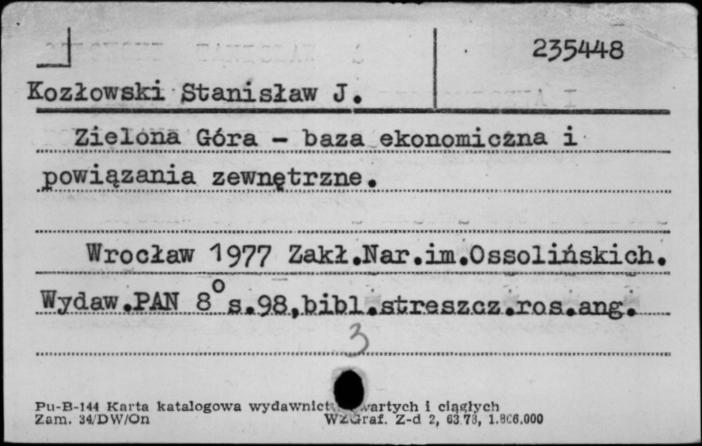 235448
Kozłowski Stanisław J.
Zielona Góra - baza ekonomiczna i
powiązania zewnętrzne.
Wrocław 1977 Zakł.Nar.im.Ossolińskich.
Wydaw.PAN 8° s.98,bibl.streszcz.ros.ang.
3
Pu-B-144 Karta katalogowa wydawnict wartych i ciągłych
Zam. 34/DW/On WZGraf. Z-d 2, 63.78, 1.806,000